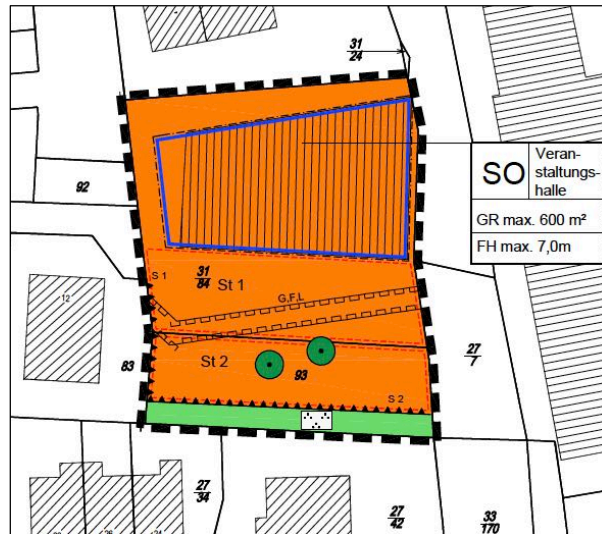 31
24
SO
Veran-
staltungs-
halle
GR max. 600 m²
FH max. 7,0m
92
S 1
31
84
St 1
G,F,L
12
83
St 2
93
S 2
27
7
27
34
27
42
33
170
26